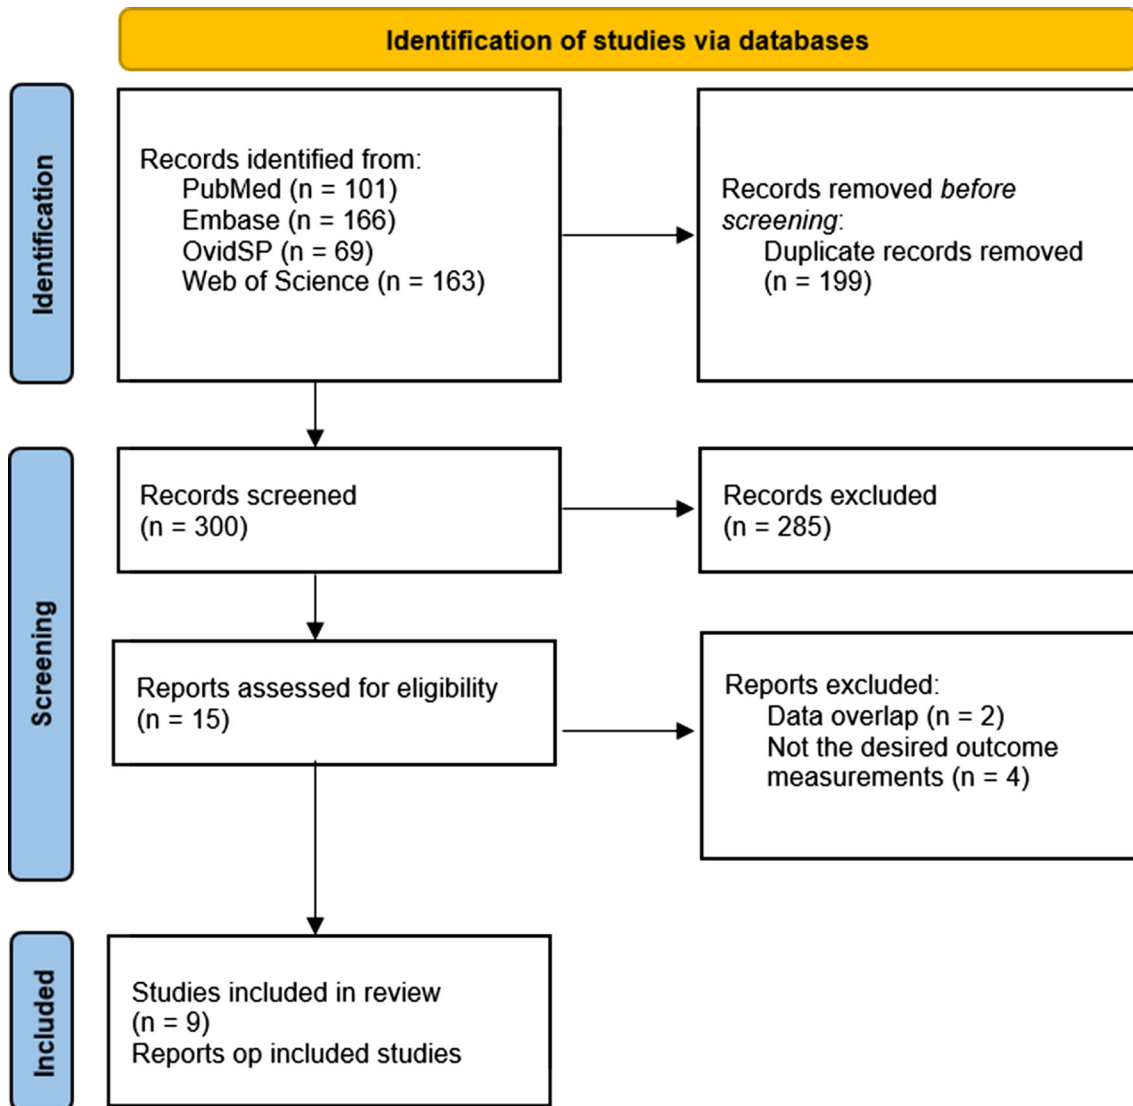 Identification of studies via databases
Identification
Records identified from:
PubMed (n = 101)
Embase (n = 166)
OvidSP (n = 69)
Web of Science (n = 163)
Records removed before
screening:
Duplicate records removed
(n = 199)
Screening
Records screened
(n = 300)
Records excluded
(n = 285)
Reports assessed for eligibility
(n = 15)
Reports excluded:
Data overlap (n = 2)
Not the desired outcome
measurements (n = 4)
Included
Studies included in review
(n = 9)
Reports op included studies